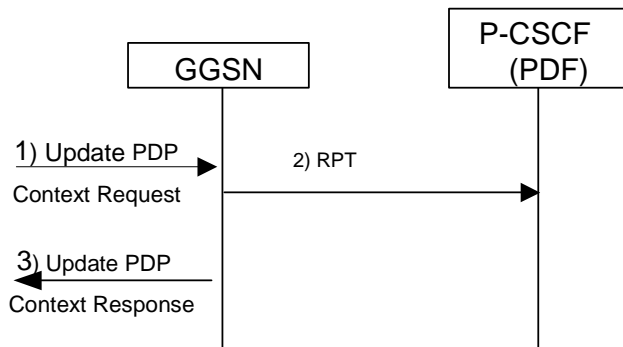 P-CSCF
(PDF)
GGSN
1) Update PDP
Context Request
2) RPT
3) Update PDP
Context Response